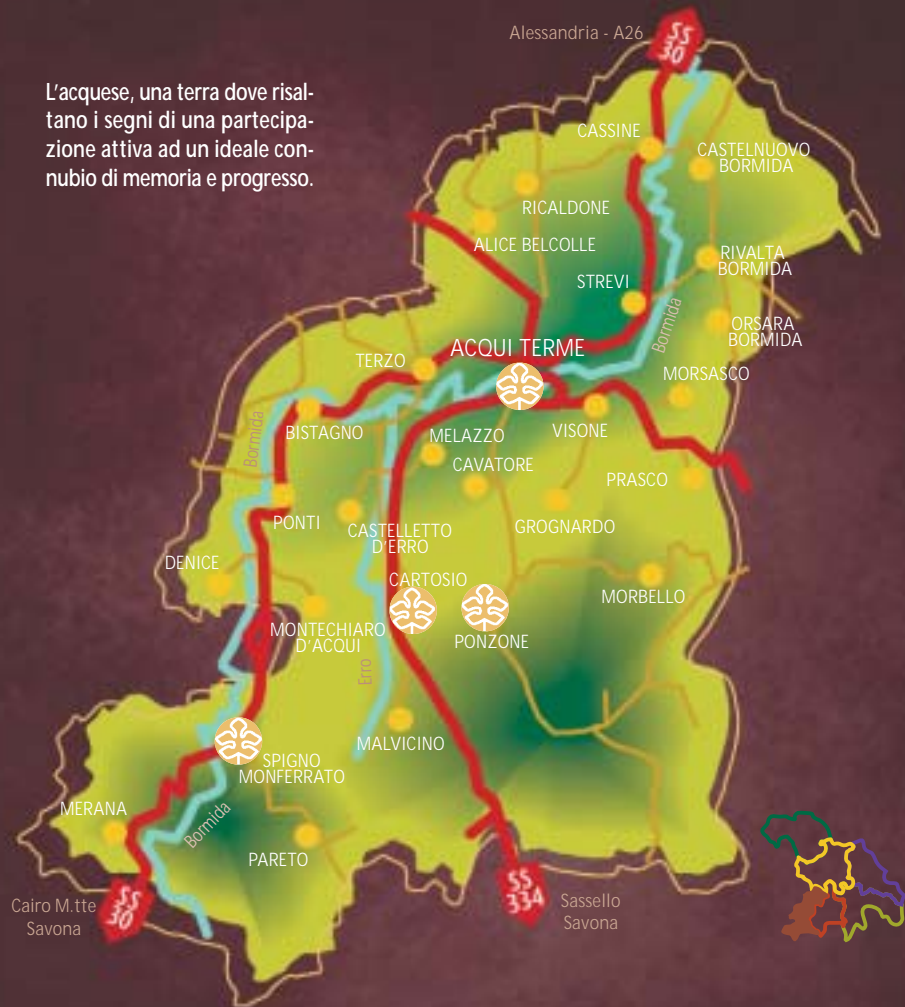 Alessandria - A26
SS
30
L'acquese, una terra dove risal-
tano i segni di una partecipa-
zione attiva ad un ideale con-
nubio di memoria e progresso.
CASSINE
CASTELNUOVO
BORMIDA
RICALDONE
ALICE BELCOLLE
RIVALTA
BORMIDA
STREVI
Bormida
ORSARA
BORMIDA
ACQUI TERME
TERZO
MORSASCO
Bormida
BISTAGNO
MELAZZO
VISONE
CAVATORE
PRASCO
PONTI
CASTELLETTO
D'ERRO
GROGNARDO
DENICE
CARTOSIO
MORBELLO
MONTECHIARO
D'ACQUI
PONZONE
Erro
MALVICINO
SPIGNO
MONFERRATO
MERANA
Bormida
PARETO
Cairo M.tte
Savona
SS
30
SS
334
Sassello
Savona